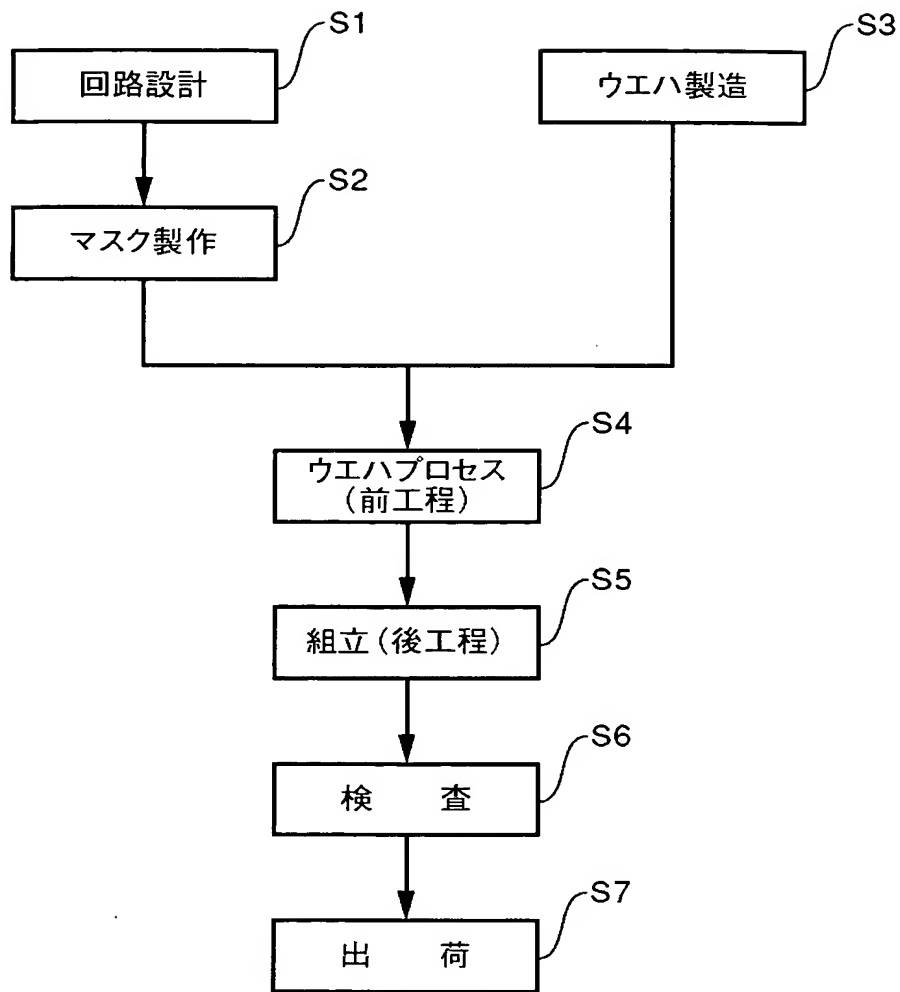 S1
回路設計
S3
ウエハ製造
S2
マスク製作
S4
ウエハプロセス
(前工程)
S5
組立(後工程)
S6
検 査
S7
出 荷